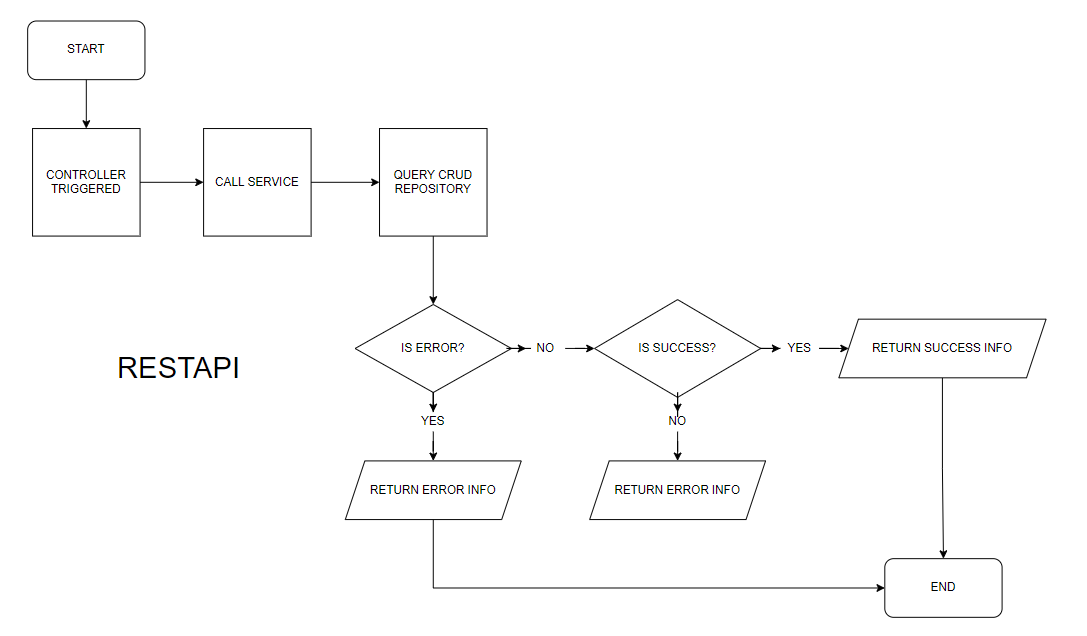 START
CONTROLLER
TRIGGERED
CALL SERVICE
QUERY CRUD
REPOSITORY
IS ERROR?
NO
IS SUCCESS?
YES
RETURN SUCCESS INFO
RESTAPI
YES
NO
RETURN ERROR INFO
RETURN ERROR INFO
END